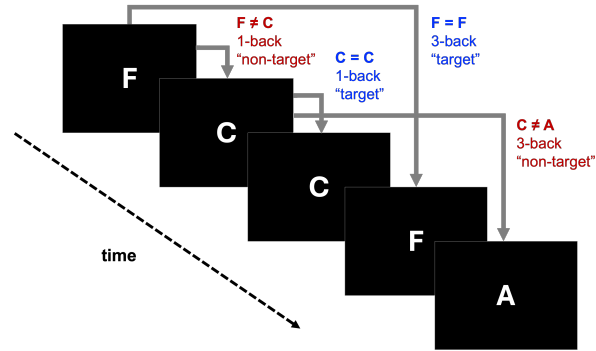 F ≠ C
1-back
“non-target”
F = F
3-back
“target”
C = C
1-back
“target”
C ≠ A
3-back
“non-target”
F
C
C
F
A
time